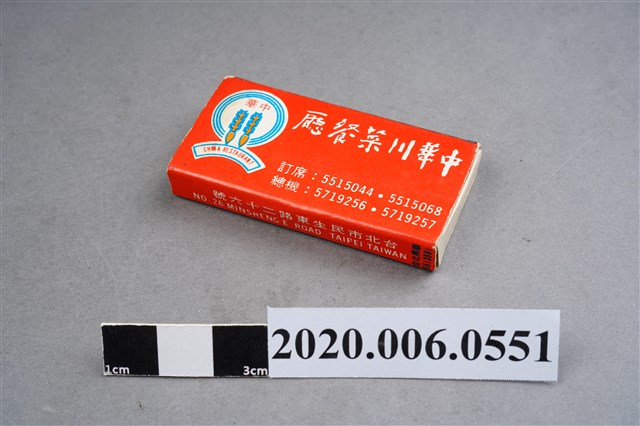 中華
CHINA RESTAURANT
中華川菜餐廳
訂席：5515044・5515068
總機：5719256・5719257
台北市民生東路二十六號
NO. 26 MINSHENG E ROAD TAIPEI TAIWAN
1cm
3cm
2020.006.0551